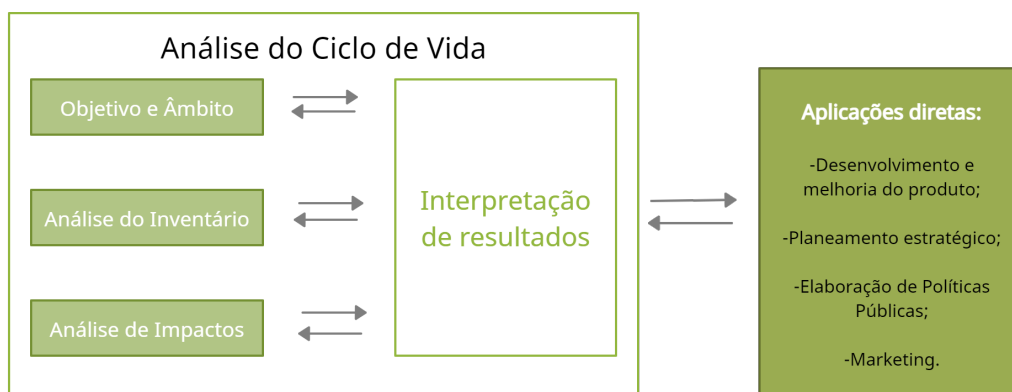 Análise do Ciclo de Vida
Objetivo e Âmbito
Análise do Inventário
Análise de Impactos
Interpretação
de resultados
Aplicações diretas:
-Desenvolvimento e
melhoria do produto;
-Planeamento estratégico;
-Elaboração de Políticas
Públicas;
-Marketing.